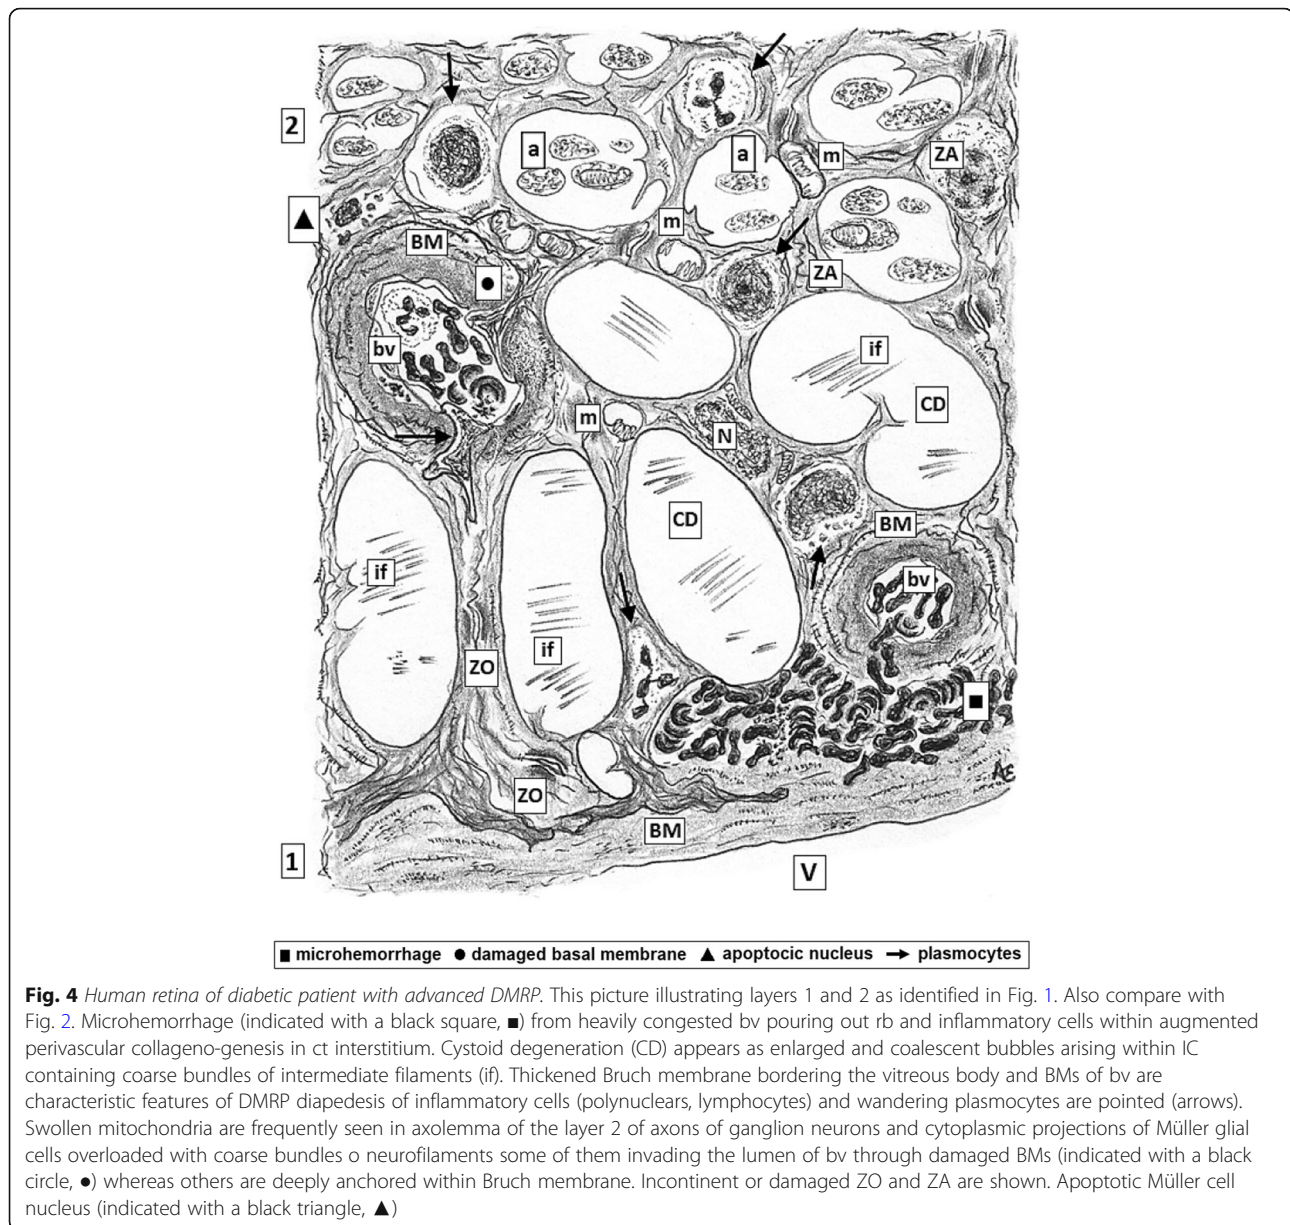 2
a
a
m
ZA
▲
BM
m
●
ZA
bv
if
CD
m
N
CD
BM
if
bv
if
ZO
■
AE
ZO
BM
1
V
■ microhemorrhage ● damaged basal membrane ▲ apoptocic nucleus → plasmocytes
Fig. 4 Human retina of diabetic patient with advanced DMRP. This picture illustrating layers 1 and 2 as identified in Fig. 1. Also compare with
Fig. 2. Microhemorrhage (indicated with a black square, ■) from heavily congested bv pouring out rb and inflammatory cells within augmented
perivascular collageno-genesis in ct interstitium. Cystoid degeneration (CD) appears as enlarged and coalescent bubbles arising within IC
containing coarse bundles of intermediate filaments (if). Thickened Bruch membrane bordering the vitreous body and BMs of bv are
characteristic features of DMRP diapedesis of inflammatory cells (polynuclears, lymphocytes) and wandering plasmocytes are pointed (arrows).
Swollen mitochondria are frequently seen in axolemma of the layer 2 of axons of ganglion neurons and cytoplasmic projections of Müller glial
cells overloaded with coarse bundles o neurofilaments some of them invading the lumen of bv through damaged BMs (indicated with a black
circle, ●) whereas others are deeply anchored within Bruch membrane. Incontinent or damaged ZO and ZA are shown. Apoptotic Müller cell
nucleus (indicated with a black triangle, ▲)